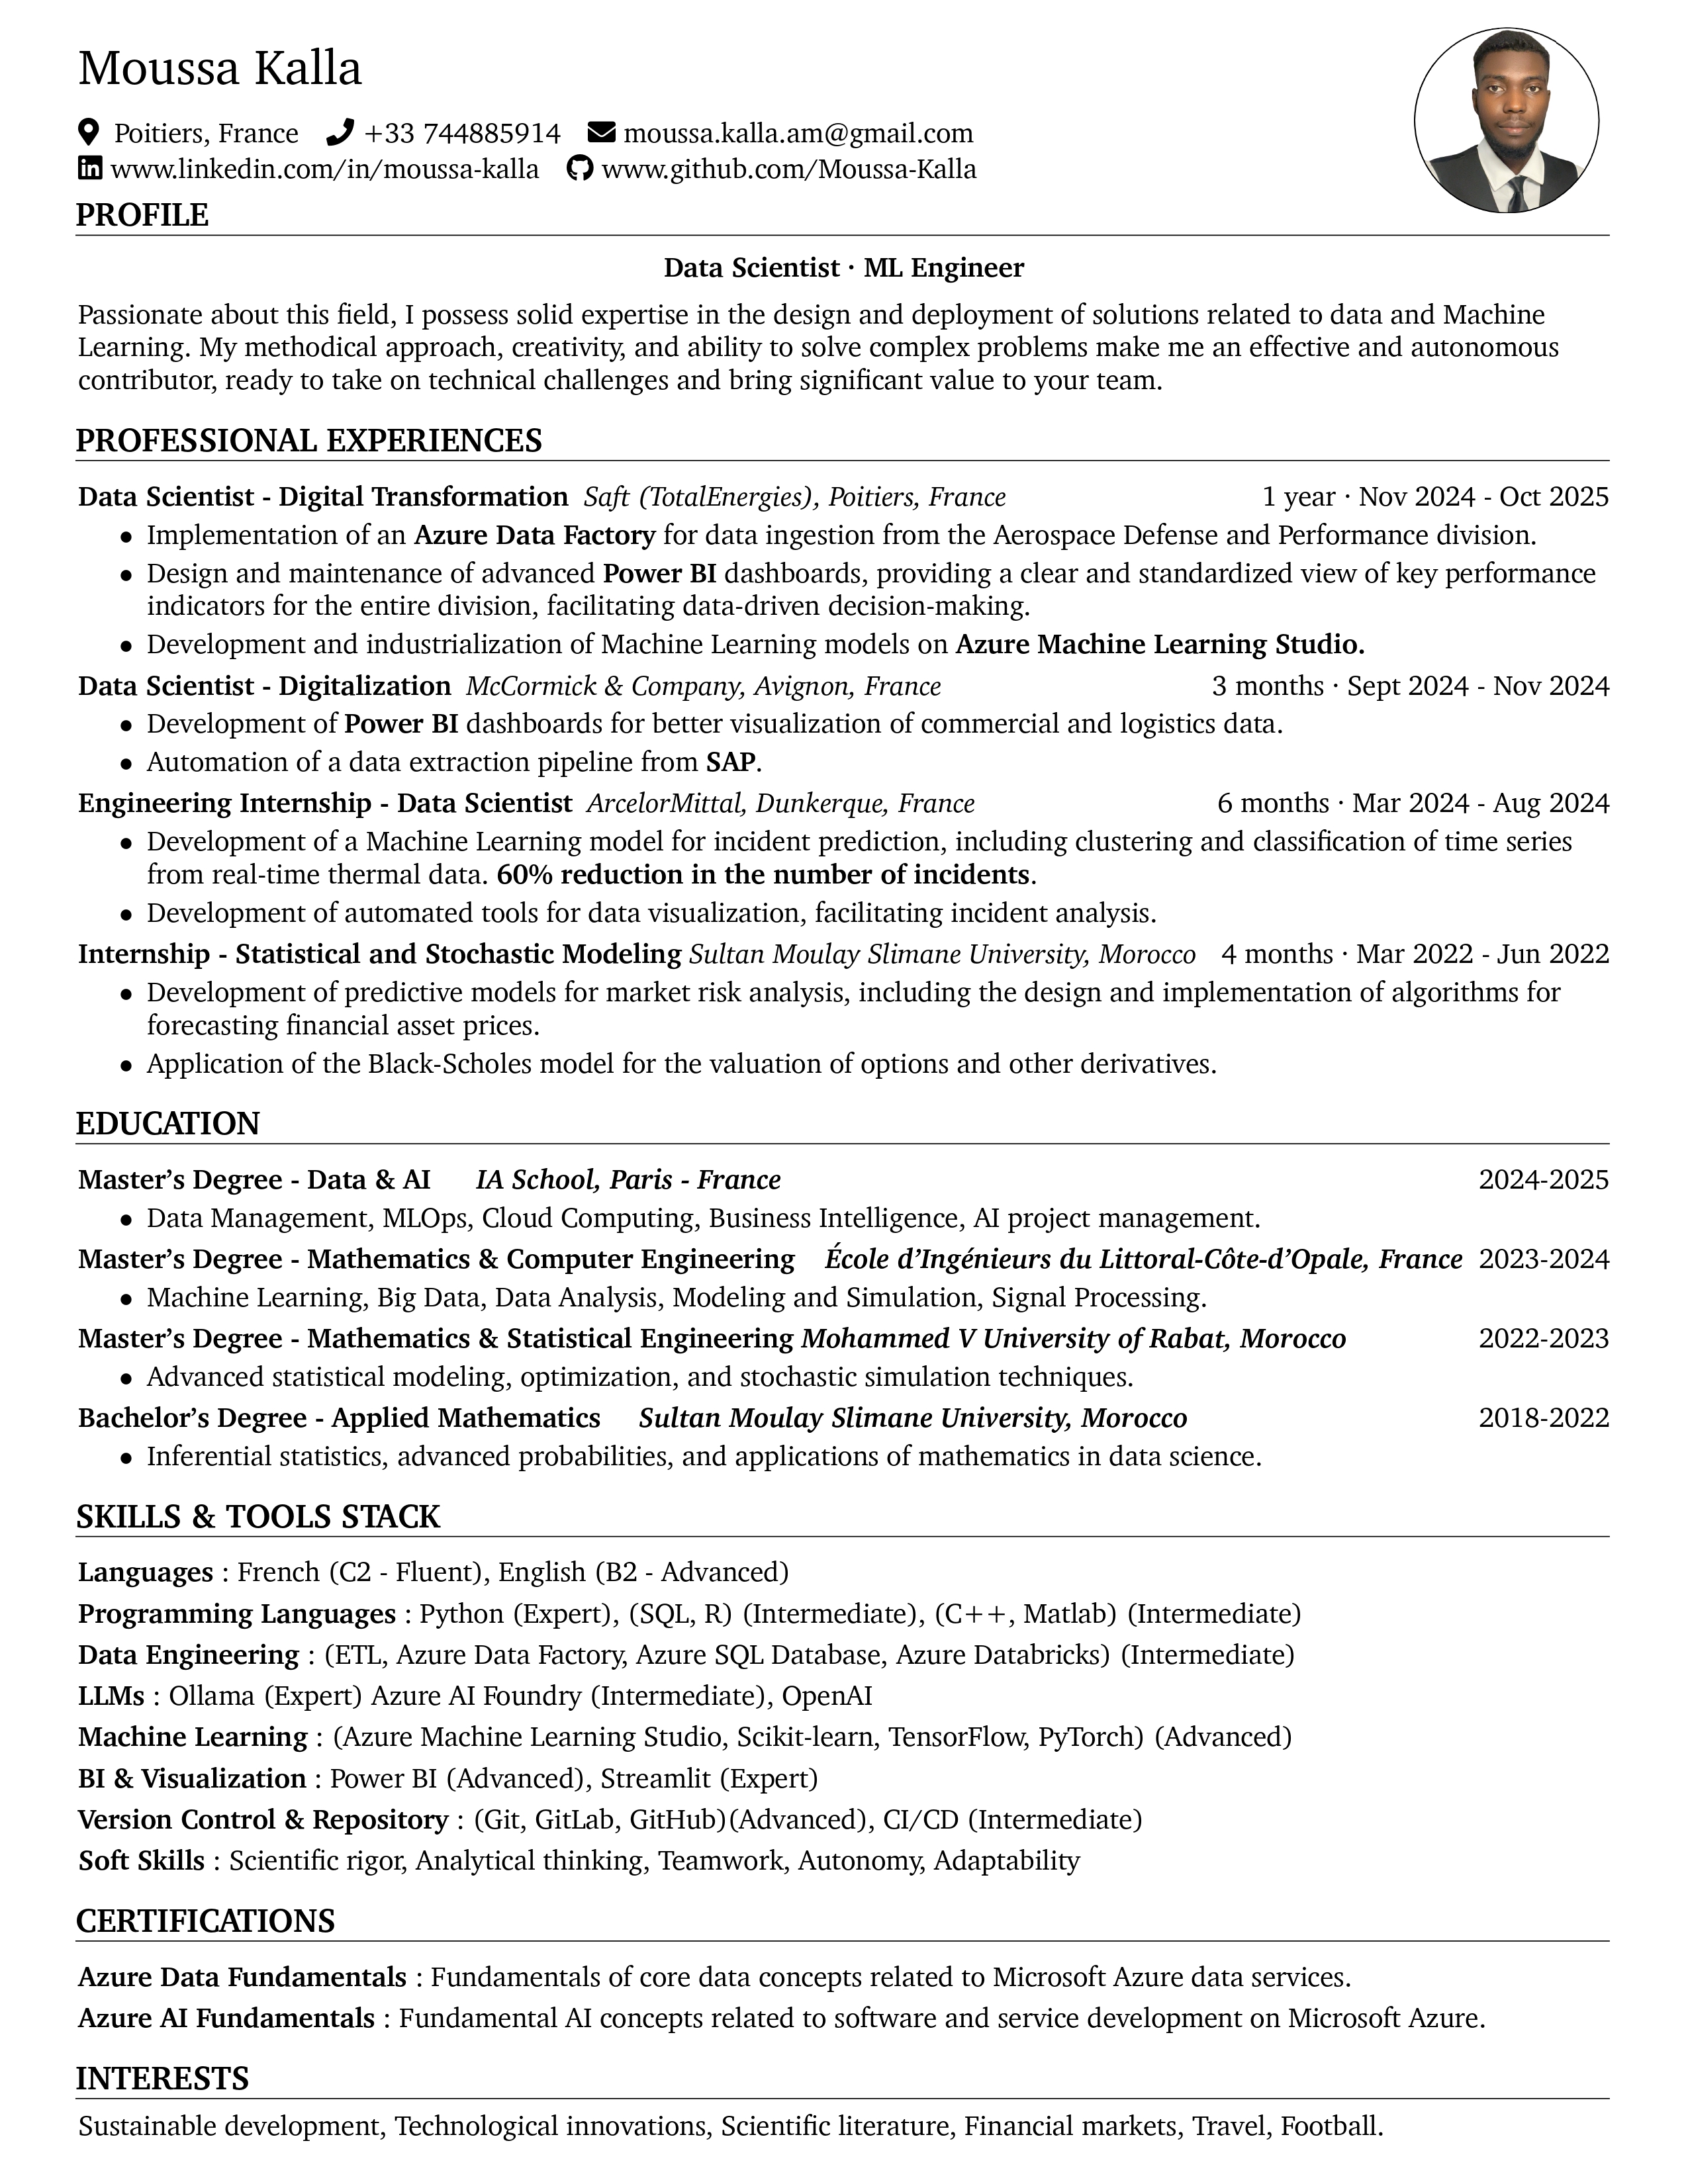 Moussa Kalla
Poitiers, France +33 744885914 moussa.kalla.am@gmail.com
www.linkedin.com/in/moussa-kalla www.github.com/Moussa-Kalla
PROFILE
Data Scientist · ML Engineer
Passionate about this field, I possess solid expertise in the design and deployment of solutions related to data and Machine
Learning. My methodical approach, creativity, and ability to solve complex problems make me an effective and autonomous
contributor, ready to take on technical challenges and bring significant value to your team.
PROFESSIONAL EXPERIENCES
Data Scientist - Digital Transformation Saft (TotalEnergies), Poitiers, France 1 year · Nov 2024 - Oct 2025
• Implementation of an Azure Data Factory for data ingestion from the Aerospace Defense and Performance division.
• Design and maintenance of advanced Power BI dashboards, providing a clear and standardized view of key performance
indicators for the entire division, facilitating data-driven decision-making.
• Development and industrialization of Machine Learning models on Azure Machine Learning Studio.
Data Scientist - Digitalization McCormick & Company, Avignon, France 3 months · Sept 2024 - Nov 2024
• Development of Power BI dashboards for better visualization of commercial and logistics data.
• Automation of a data extraction pipeline from SAP.
Engineering Internship - Data Scientist ArcelorMittal, Dunkerque, France 6 months · Mar 2024 - Aug 2024
• Development of a Machine Learning model for incident prediction, including clustering and classification of time series
from real-time thermal data. 60% reduction in the number of incidents.
• Development of automated tools for data visualization, facilitating incident analysis.
Internship - Statistical and Stochastic Modeling Sultan Moulay Slimane University, Morocco 4 months · Mar 2022 - Jun 2022
• Development of predictive models for market risk analysis, including the design and implementation of algorithms for
forecasting financial asset prices.
• Application of the Black-Scholes model for the valuation of options and other derivatives.
EDUCATION
Master’s Degree - Data & AI IA School, Paris - France 2024-2025
• Data Management, MLOps, Cloud Computing, Business Intelligence, AI project management.
Master’s Degree - Mathematics & Computer Engineering École d’Ingénieurs du Littoral-Côte-d’Opale, France 2023-2024
• Machine Learning, Big Data, Data Analysis, Modeling and Simulation, Signal Processing.
Master’s Degree - Mathematics & Statistical Engineering Mohammed V University of Rabat, Morocco 2022-2023
• Advanced statistical modeling, optimization, and stochastic simulation techniques.
Bachelor’s Degree - Applied Mathematics Sultan Moulay Slimane University, Morocco 2018-2022
• Inferential statistics, advanced probabilities, and applications of mathematics in data science.
SKILLS & TOOLS STACK
Languages : French (C2 - Fluent), English (B2 - Advanced)
Programming Languages : Python (Expert), (SQL, R) (Intermediate), (C++, Matlab) (Intermediate)
Data Engineering : (ETL, Azure Data Factory, Azure SQL Database, Azure Databricks) (Intermediate)
LLMs : Ollama (Expert) Azure AI Foundry (Intermediate), OpenAI
Machine Learning : (Azure Machine Learning Studio, Scikit-learn, TensorFlow, PyTorch) (Advanced)
BI & Visualization : Power BI (Advanced), Streamlit (Expert)
Version Control & Repository : (Git, GitLab, GitHub)(Advanced), CI/CD (Intermediate)
Soft Skills : Scientific rigor, Analytical thinking, Teamwork, Autonomy, Adaptability
CERTIFICATIONS
Azure Data Fundamentals : Fundamentals of core data concepts related to Microsoft Azure data services.
Azure AI Fundamentals : Fundamental AI concepts related to software and service development on Microsoft Azure.
INTERESTS
Sustainable development, Technological innovations, Scientific literature, Financial markets, Travel, Football.